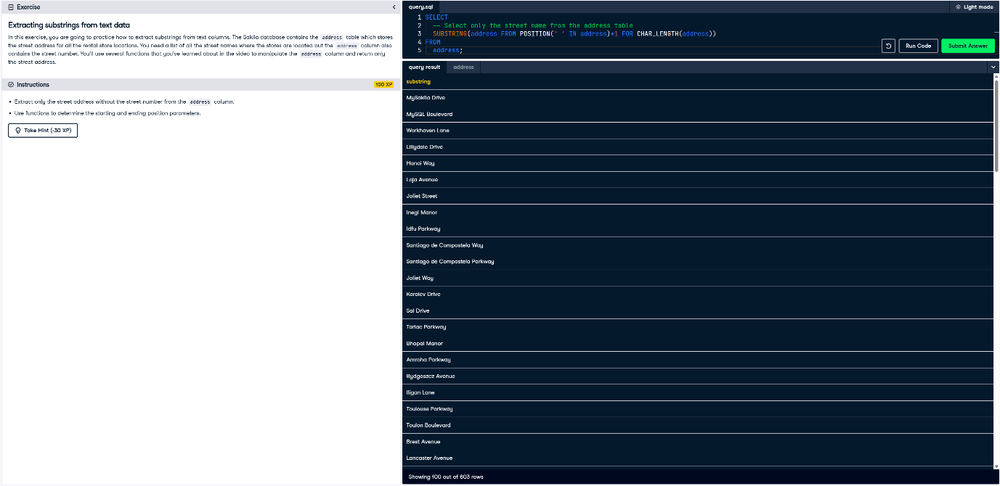 Exercise
Extracting substrings from text data
In this exercise, you are going to practice how to extract substrings from text columns. The Sakila database contains the address table which stores
the street address for all the rental store locations. You need a list of all the street names where the stores are located but the address column also
contains the street number. You'll use several functions that you've learned about in the video to manipulate the address column and return only
the street address.
Instructions
100 XP
• Extract only the street address without the street number from the address column.
• Use functions to determine the starting and ending position parameters.
Take Hint (-30 XP)
query.sql
Light mode
1 SELECT
2 -- Select only the street name from the address table
3 SUBSTRING(address FROM POSITION(' ' IN address)+1 FOR CHAR_LENGTH(address))
4 FROM
5 address;
Run Code
Submit Answer
query result
address
substring
MySakila Drive
MySQL Boulevard
Workhaven Lane
Lillydale Drive
Hanoi Way
Loja Avenue
Joliet Street
Inegl Manor
Idfu Parkway
Santiago de Compostela Way
Santiago de Compostela Parkway
Joliet Way
Korolev Drive
Sal Drive
Tarlac Parkway
Bhopal Manor
Amroha Parkway
Bydgoszcz Avenue
Iligan Lane
Toulouse Parkway
Toulon Boulevard
Brest Avenue
Lancaster Avenue
Showing 100 out of 603 rows